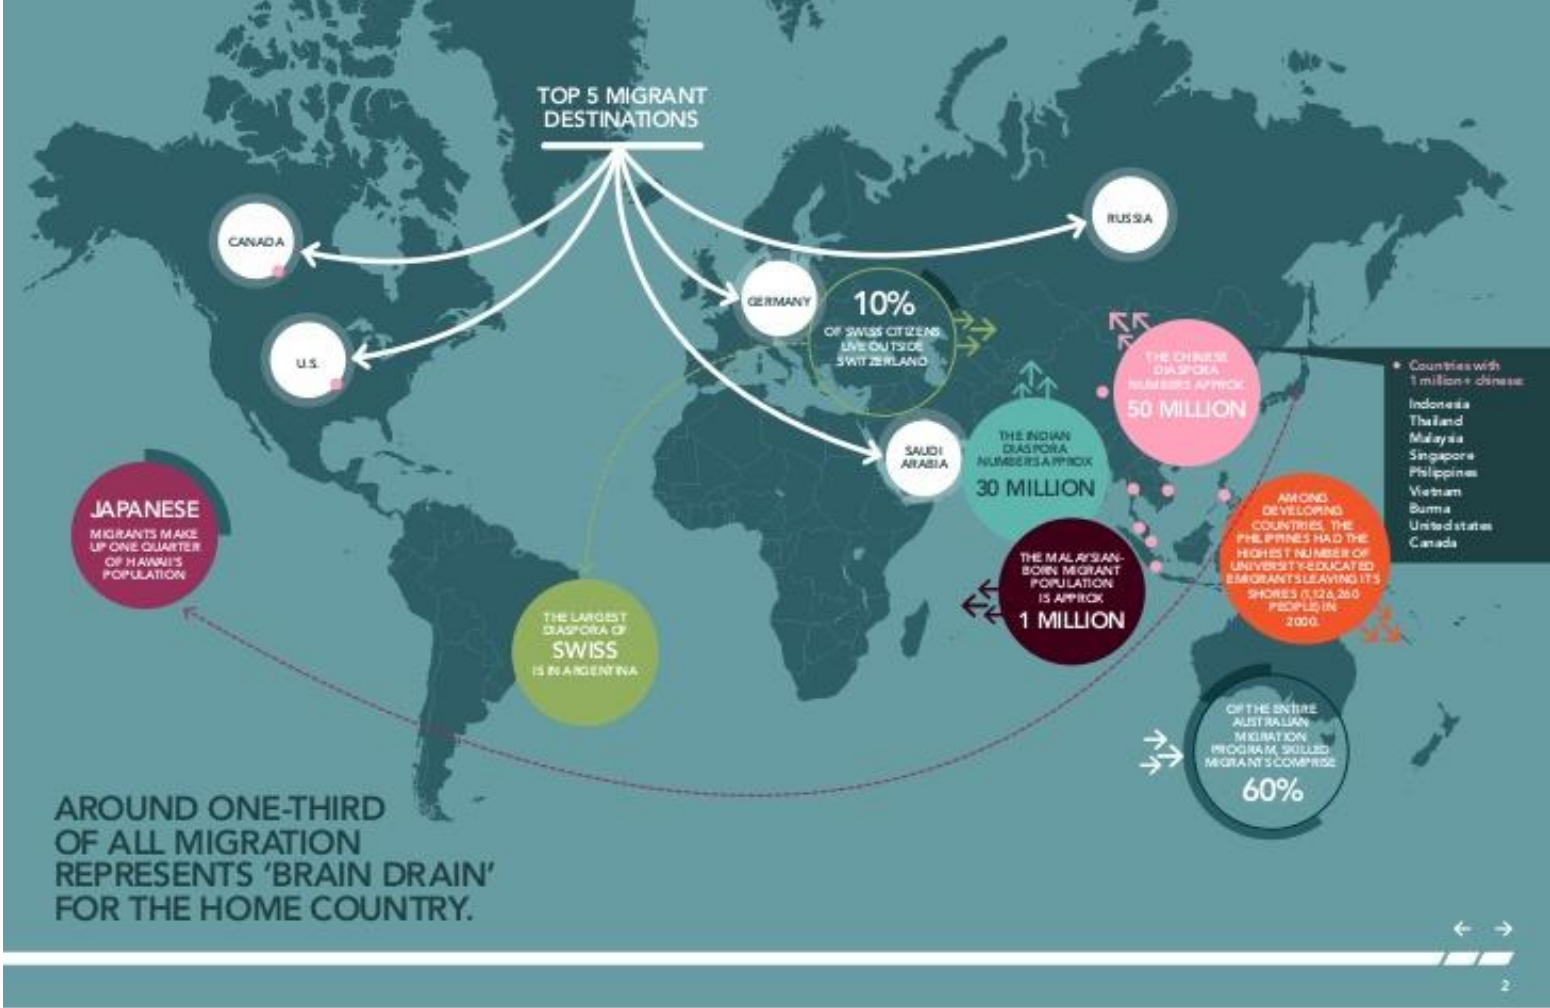 TOP 5 MIGRANT
DESTINATIONS
CANADA
U.S.
GERMANY
RUSSIA
SAUDI
ARABIA
10%
OF SWISS CITIZENS
LIVE OUTSIDE
SWITZERLAND
THE CHINESE
DIASPORA
NUMBERS APPROX
50 MILLION
Countries with
1 million+ chinese:
Indonesia
Thailand
Malaysia
Singapore
Philippines
Vietnam
Burma
United states
Canada
THE INDIAN
DIASPORA
NUMBERS APPROX
30 MILLION
JAPANESE
MIGRANTS MAKE
UP ONE QUARTER
OF HAWAII'S
POPULATION
AMONG
DEVELOPING
COUNTRIES, THE
PHILIPPINES HAD THE
HIGHEST NUMBER OF
UNIVERSITY-EDUCATED
EMIGRANTS LEAVING ITS
SHORES (1,126,260
PEOPLE) IN
2000.
THE MALAYSIAN-
BORN MIGRANT
POPULATION
IS APPROX
1 MILLION
THE LARGEST
DIASPORA OF
SWISS
IS IN ARGENTINA
OF THE ENTIRE
AUSTRALIAN
MIGRATION
PROGRAM, SKILLED
MIGRANTS COMPRISE
60%
AROUND ONE-THIRD
OF ALL MIGRATION
REPRESENTS 'BRAIN DRAIN'
FOR THE HOME COUNTRY.
2